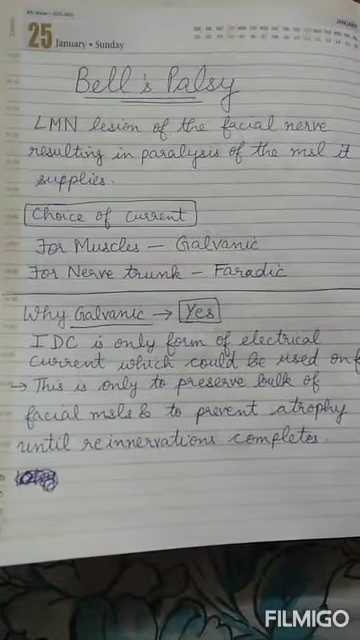 JANUARY
25 January • Sunday
Bell's Palsy
LMN lesion of the facial nerve
resulting in paralysis of the msl it
supplies.
Choice of current
For Muscles — Galvanic
For Nerve trunk — Faradic
Why Galvanic → Yes
IDC is only form of electrical
current which could be used on
→ This is only to preserve bulk of
facial msls & to prevent atrophy
until reinnervations completes.
FILMIGO